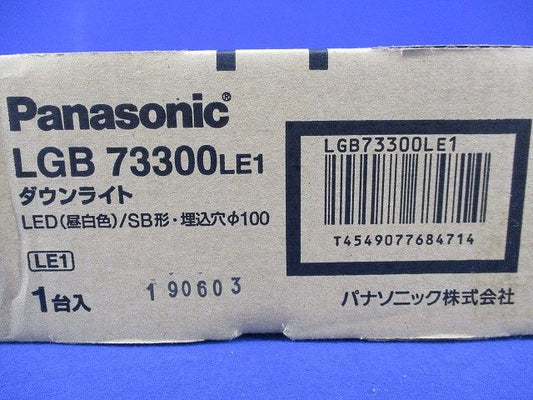 Panasonic®
LGB 73300LE1
ダウンライト
LED(昼白色)/SB形・埋込穴φ100
LE1
1台入
190603
LGB73300LE1
T4549077684714
パナソニック株式会社